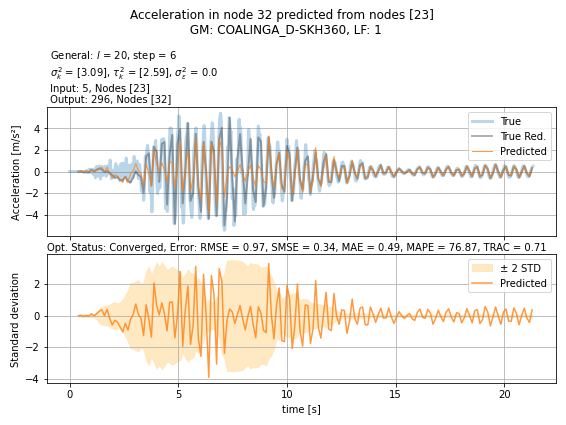 Acceleration in node 32 predicted from nodes [23]
GM: COALINGA_D-SKH360, LF: 1
General: l = 20, step = 6
σ²ₖ = [3.09], τ²ₖ = [2.59], σ²ε = 0.0
Input: 5, Nodes [23]
Output: 296, Nodes [32]
Acceleration [m/s²]
4
2
0
−2
−4
True
True Red.
Predicted
Opt. Status: Converged, Error: RMSE = 0.97, SMSE = 0.34, MAE = 0.49, MAPE = 76.87, TRAC = 0.71
Standard deviation
2
0
−2
−4
± 2 STD
Predicted
0 5 10 15 20
time [s]